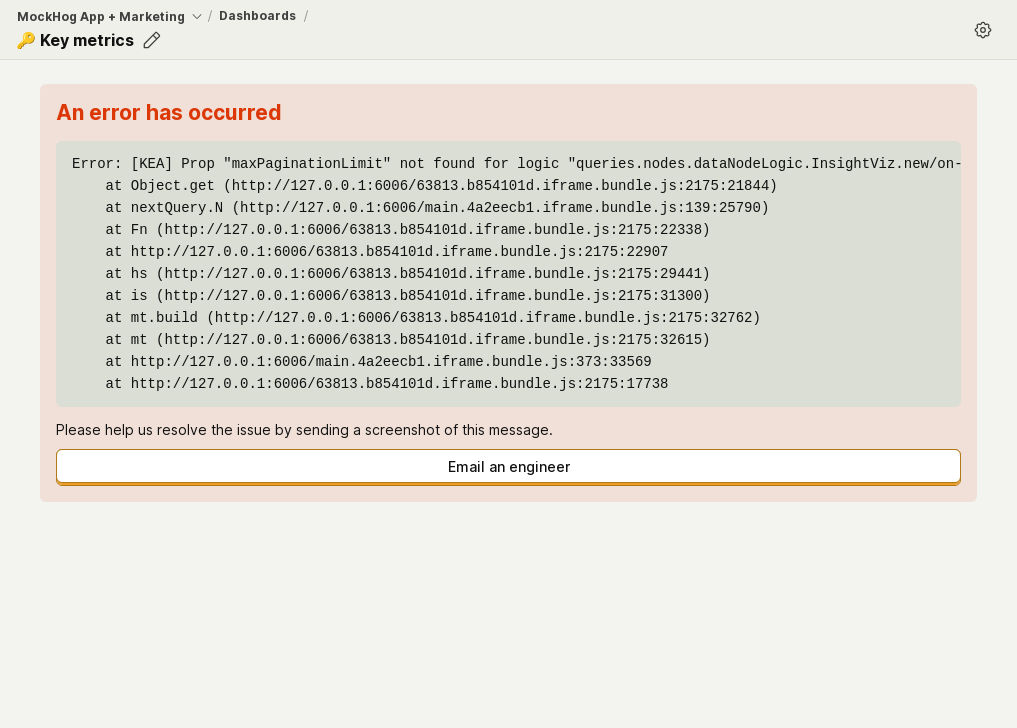 MockHog App + Marketing / Dashboards /
🔑 Key metrics
An error has occurred
Error: [KEA] Prop "maxPaginationLimit" not found for logic "queries.nodes.dataNodeLogic.InsightViz.new/on-
at Object.get (http://127.0.0.1:6006/63813.b854101d.iframe.bundle.js:2175:21844)
at nextQuery.N (http://127.0.0.1:6006/main.4a2eecb1.iframe.bundle.js:139:25790)
at Fn (http://127.0.0.1:6006/63813.b854101d.iframe.bundle.js:2175:22338)
at http://127.0.0.1:6006/63813.b854101d.iframe.bundle.js:2175:22907
at hs (http://127.0.0.1:6006/63813.b854101d.iframe.bundle.js:2175:29441)
at is (http://127.0.0.1:6006/63813.b854101d.iframe.bundle.js:2175:31300)
at mt.build (http://127.0.0.1:6006/63813.b854101d.iframe.bundle.js:2175:32762)
at mt (http://127.0.0.1:6006/63813.b854101d.iframe.bundle.js:2175:32615)
at http://127.0.0.1:6006/main.4a2eecb1.iframe.bundle.js:373:33569
at http://127.0.0.1:6006/63813.b854101d.iframe.bundle.js:2175:17738
Please help us resolve the issue by sending a screenshot of this message.
Email an engineer